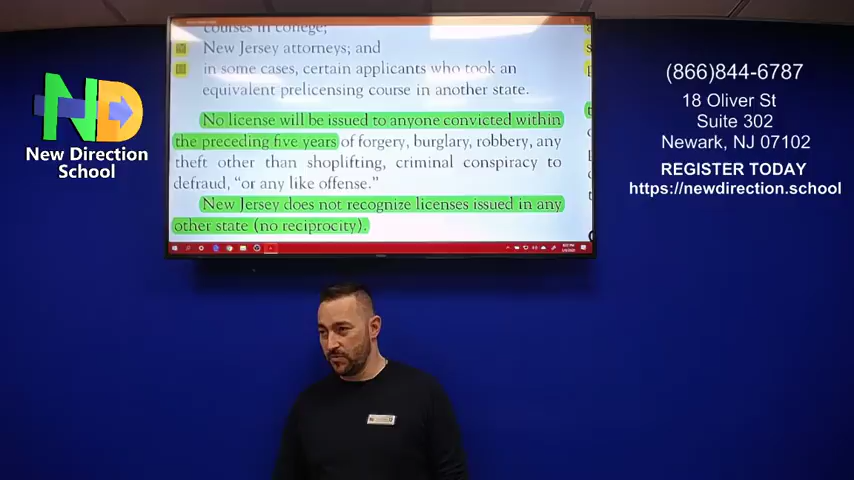 courses in college;
New Jersey attorneys; and
in some cases, certain applicants who took an
equivalent prelicensing course in another state.
No license will be issued to anyone convicted within
the preceding five years of forgery, burglary, robbery, any
theft other than shoplifting, criminal conspiracy to
defraud, “or any like offense.”
New Jersey does not recognize licenses issued in any
other state (no reciprocity).
ND
New Direction
School
(866)844-6787
18 Oliver St
Suite 302
Newark, NJ 07102
REGISTER TODAY
https://newdirection.school